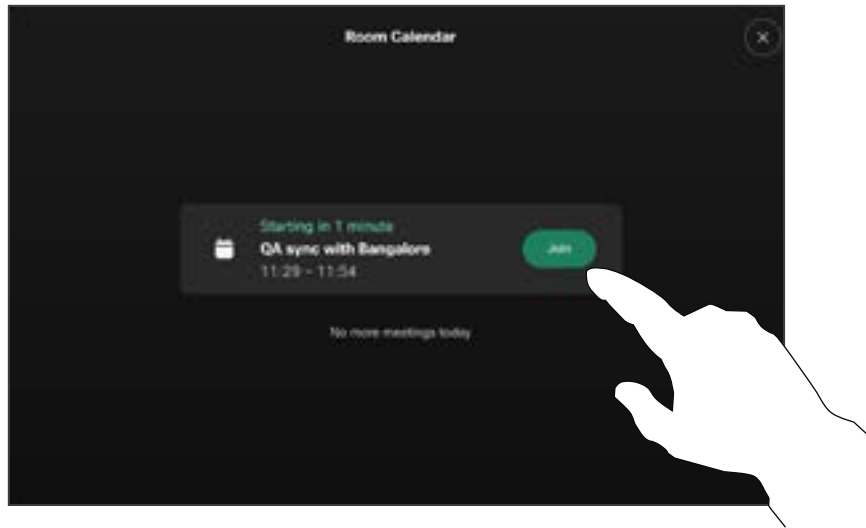 Room Calendar
Starting in 1 minute
QA sync with Bangalore
Join
11:29 – 11:54
No more meetings today